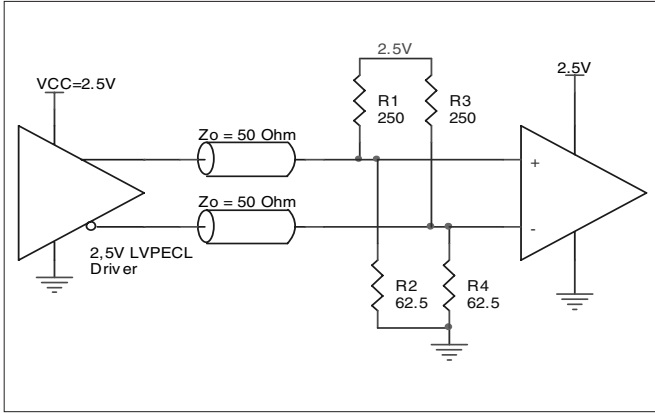 2.5V
VCC=2.5V
2.5V
R1
250
R3
250
Zo = 50 Ohm
+
Zo = 50 Ohm
-
2,5V LVPECL
Driver
R2
62.5
R4
62.5